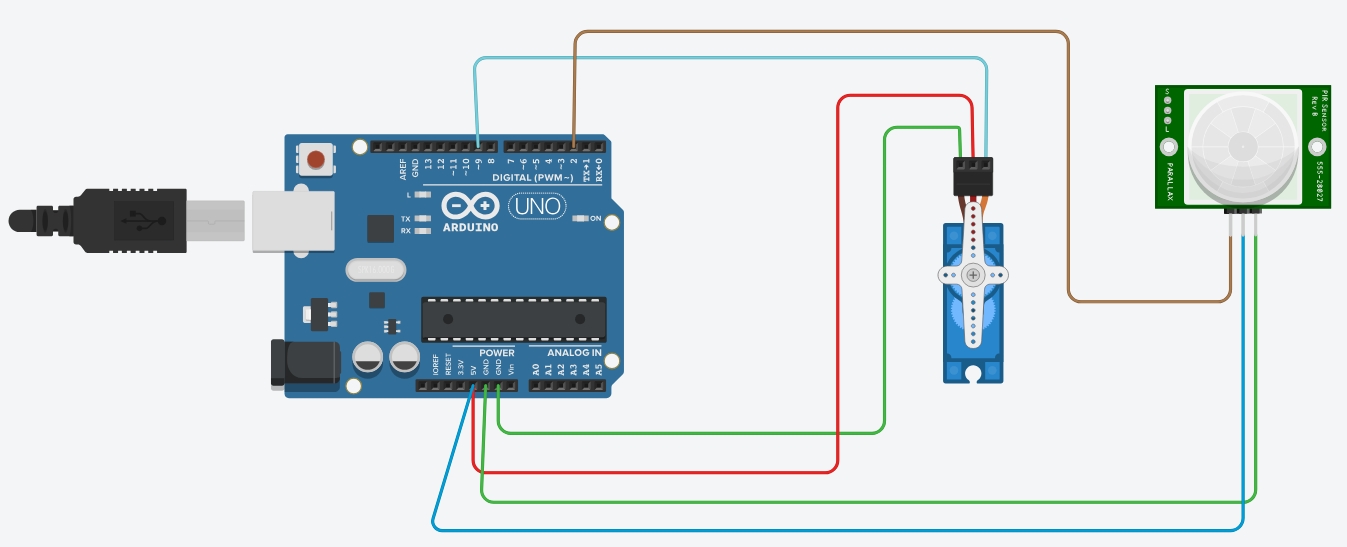 AREF
GND
13
12
~11
~10
~9
8
7
~6
~5
4
~3
2
TX→1
RX←0
DIGITAL (PWM~)
L
TX
RX
ARDUINO
UNO
ON
POWER
ANALOG IN
IOREF
RESET
3.3V
5V
GND
GND
Vin
A0
A1
A2
A3
A4
A5
S
L
PARALLAX
PIR SENSOR
REV B
555-28027